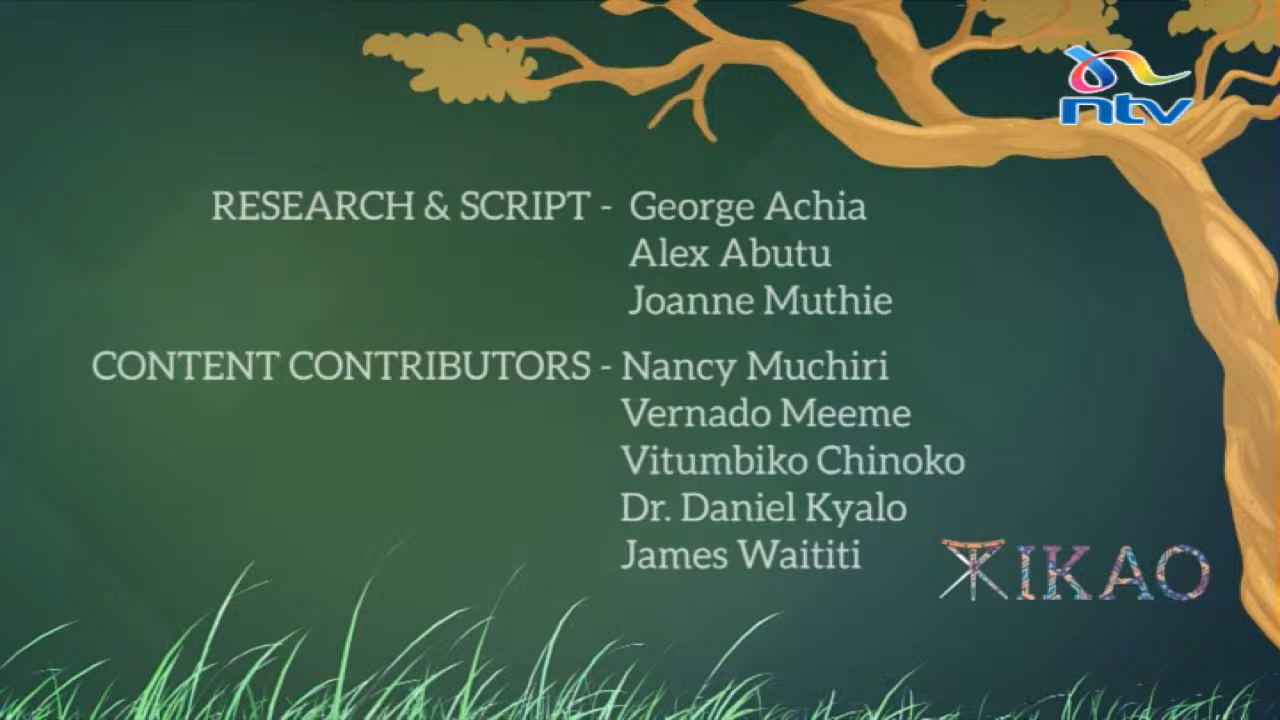 ntv
RESEARCH & SCRIPT - George Achia
Alex Abutu
Joanne Muthie
CONTENT CONTRIBUTORS - Nancy Muchiri
Vernado Meeme
Vitumbiko Chinoko
Dr. Daniel Kyalo
James Waititi
KIKAO